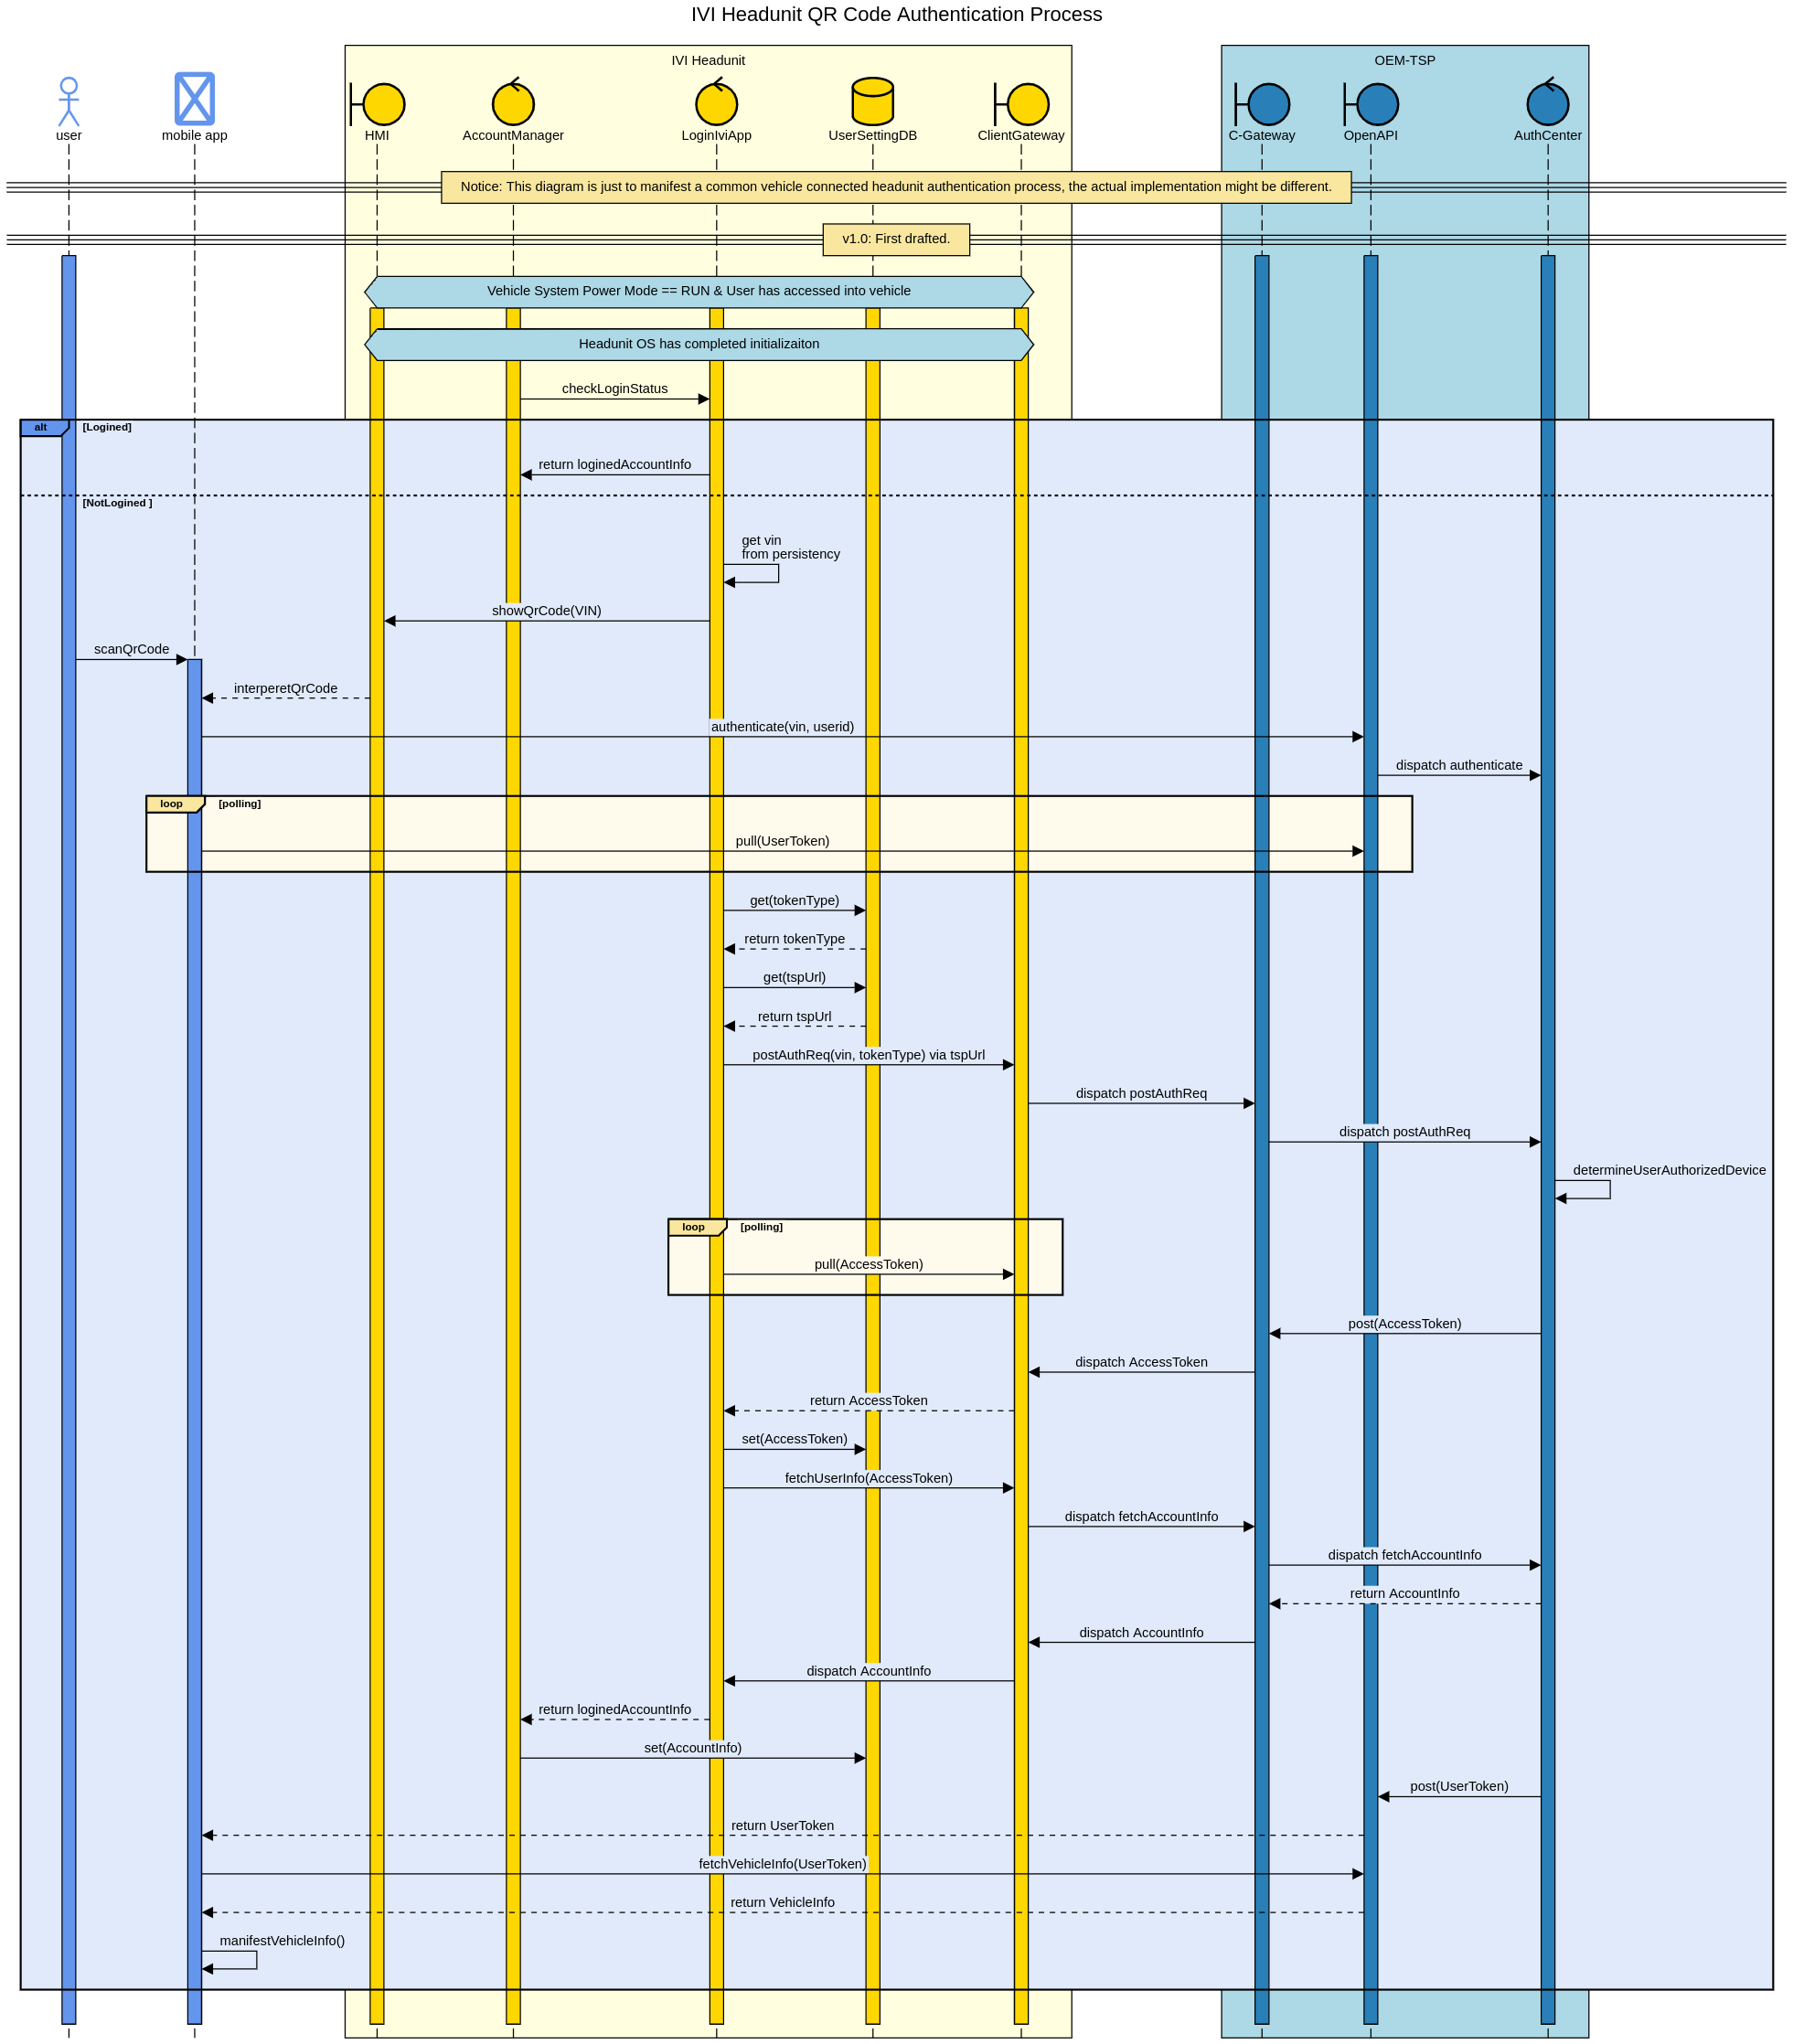 IVI Headunit QR Code Authentication Process
IVI Headunit
OEM-TSP
user
mobile app
HMI
AccountManager
LoginIviApp
UserSettingDB
ClientGateway
C-Gateway
OpenAPI
AuthCenter
Notice: This diagram is just to manifest a common vehicle connected headunit authentication process, the actual implementation might be different.
v1.0: First drafted.
Vehicle System Power Mode == RUN & User has accessed into vehicle
Headunit OS has completed initializaiton
checkLoginStatus
alt
[Logined]
return loginedAccountInfo
[NotLogined ]
get vin
from persistency
showQrCode(VIN)
scanQrCode
interperetQrCode
authenticate(vin, userid)
dispatch authenticate
loop
[polling]
pull(UserToken)
get(tokenType)
return tokenType
get(tspUrl)
return tspUrl
postAuthReq(vin, tokenType) via tspUrl
dispatch postAuthReq
dispatch postAuthReq
determineUserAuthorizedDevice
loop
[polling]
pull(AccessToken)
post(AccessToken)
dispatch AccessToken
return AccessToken
set(AccessToken)
fetchUserInfo(AccessToken)
dispatch fetchAccountInfo
dispatch fetchAccountInfo
return AccountInfo
dispatch AccountInfo
dispatch AccountInfo
return loginedAccountInfo
set(AccountInfo)
post(UserToken)
return UserToken
fetchVehicleInfo(UserToken)
return VehicleInfo
manifestVehicleInfo()